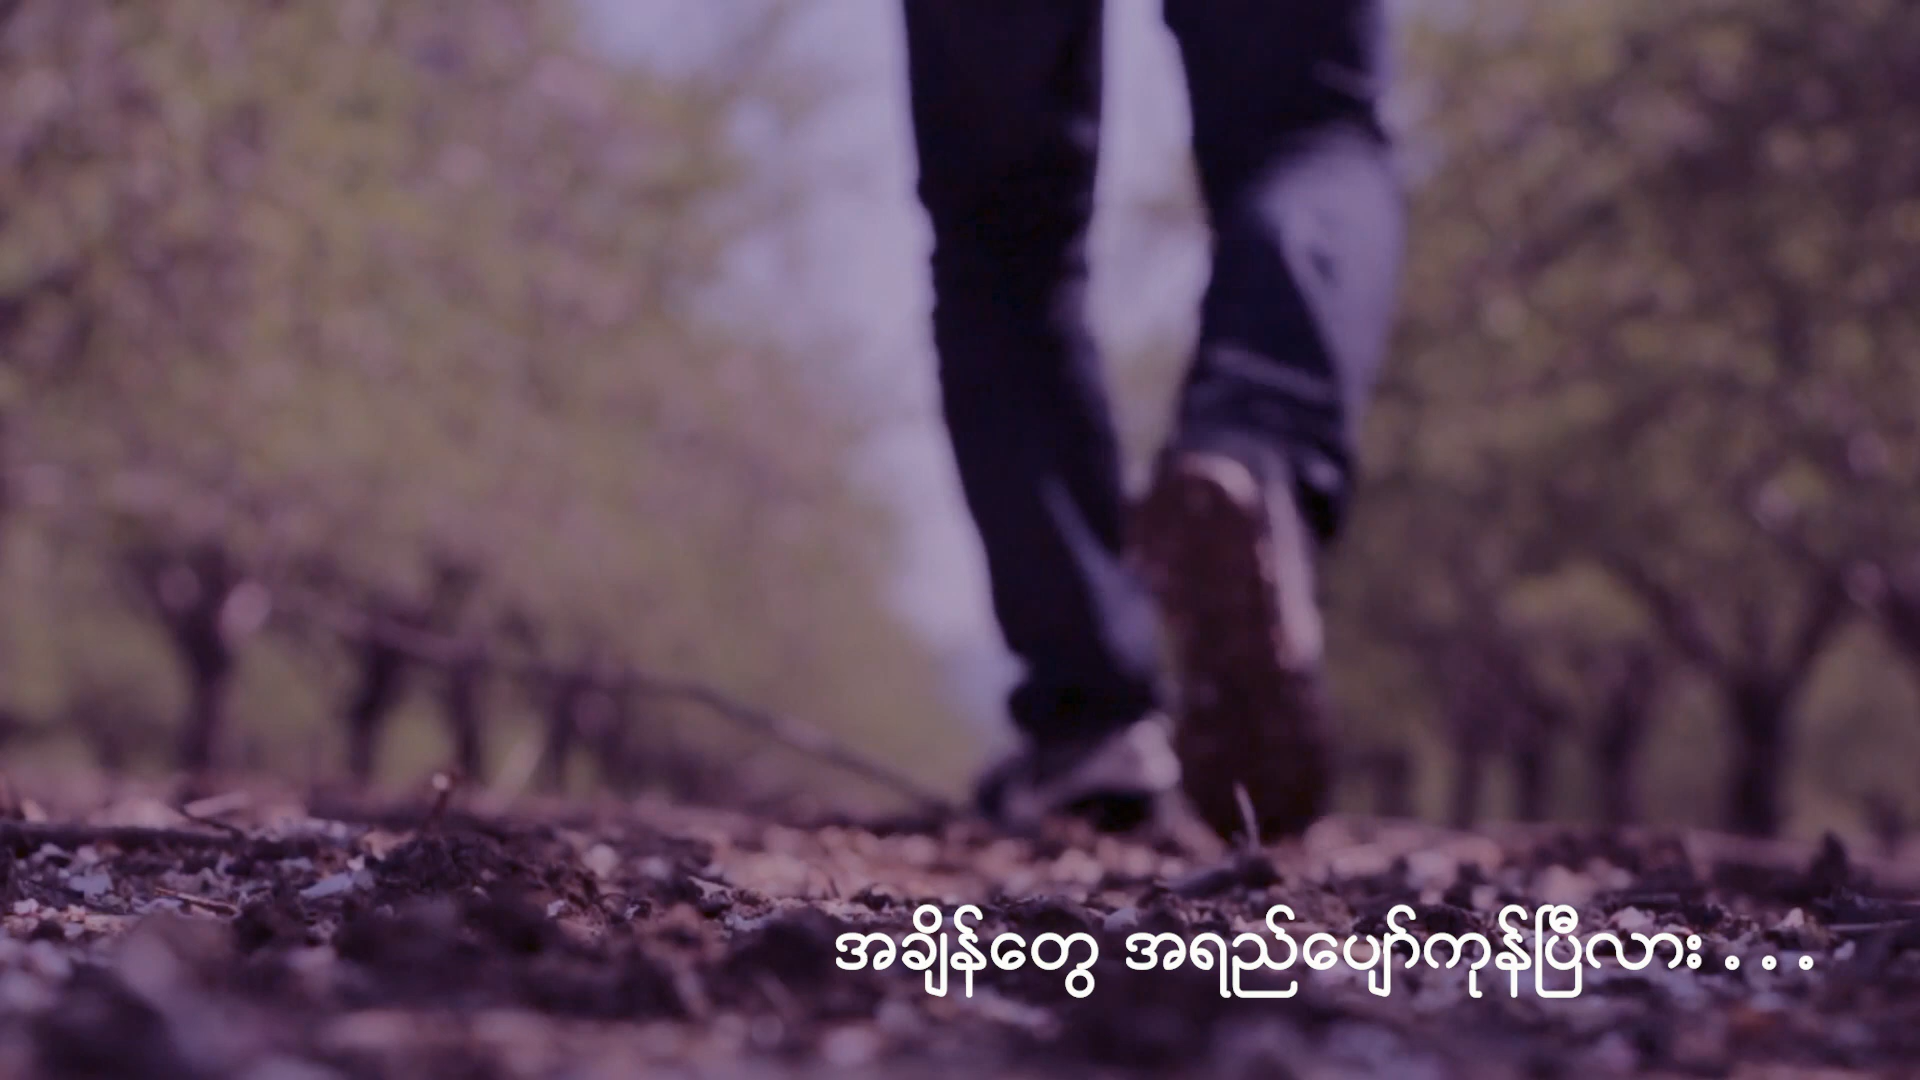 အချိန်တွေ အရည်ပျော်ကုန်ပြီလား . . .